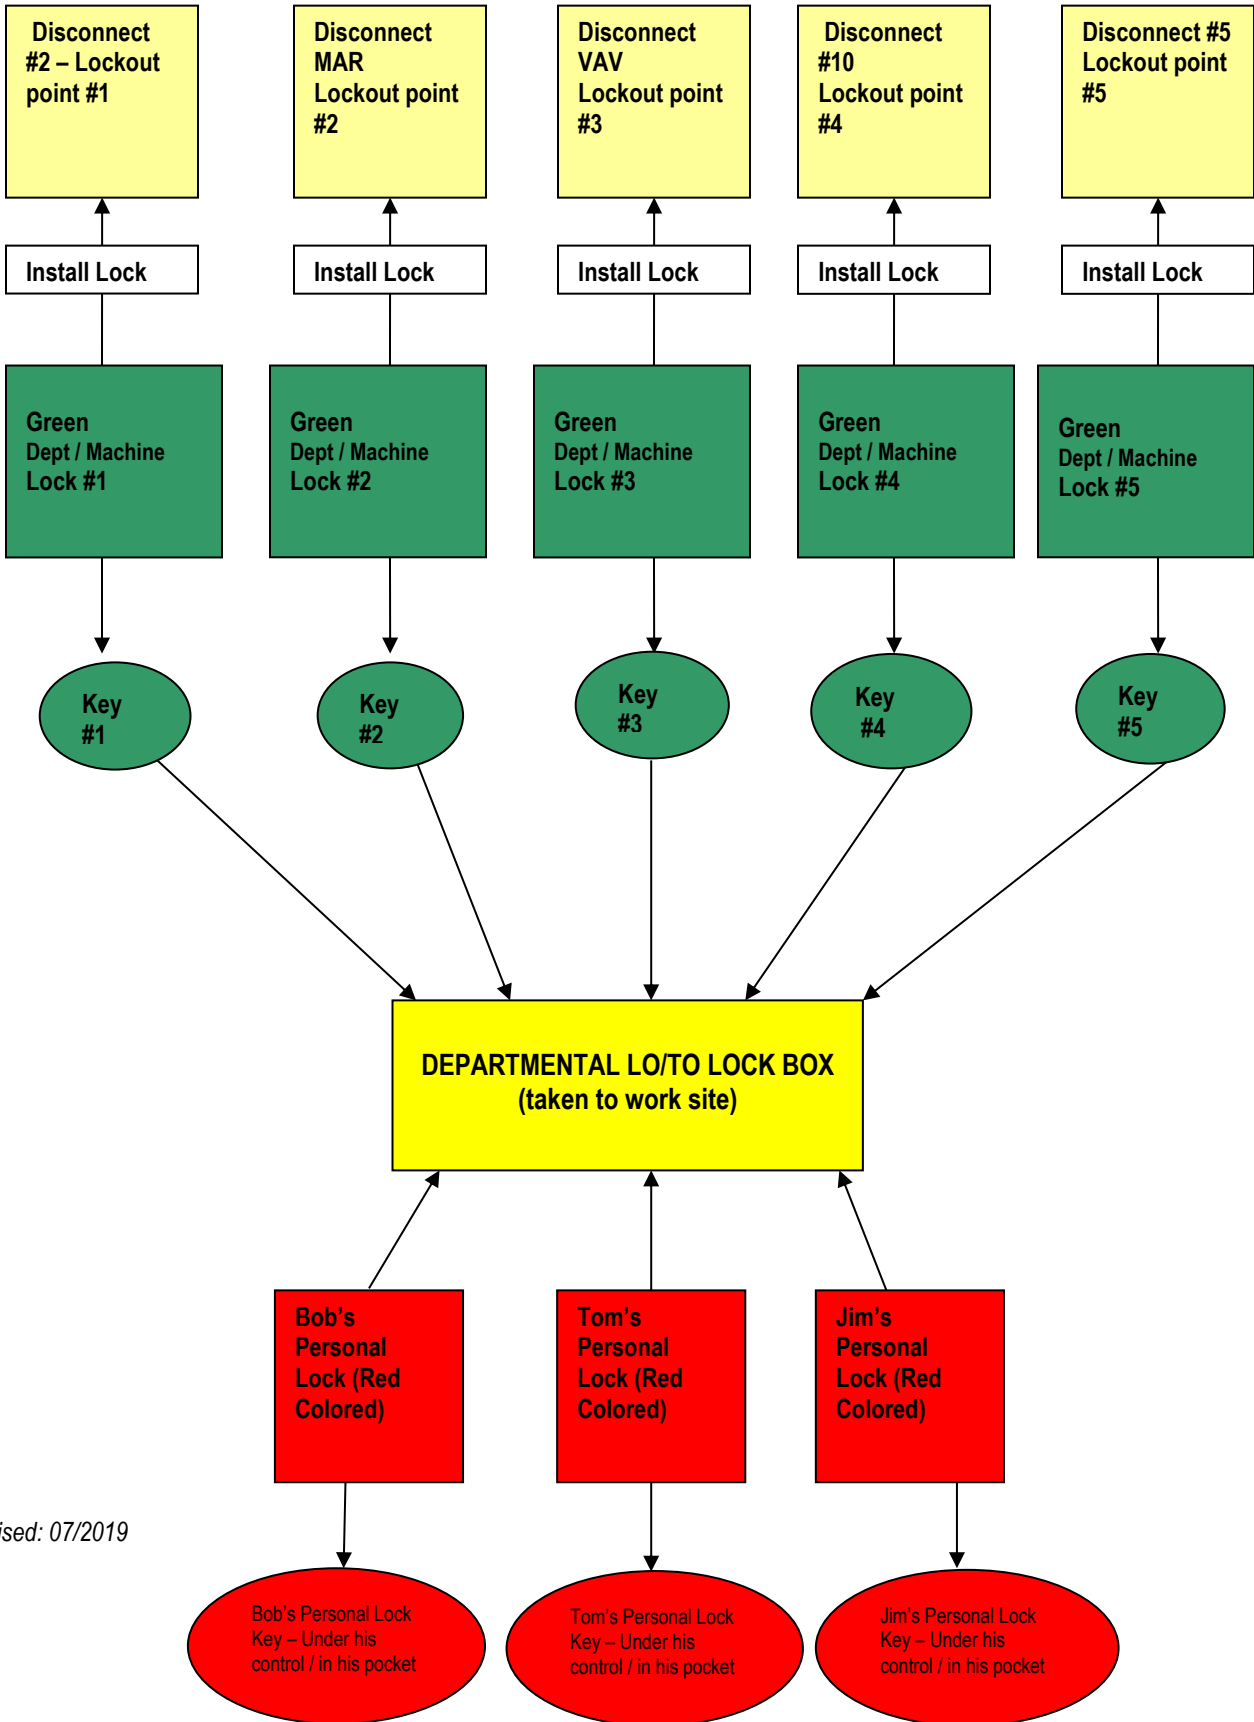 Disconnect
#2 – Lockout
point #1
Disconnect
MAR
Lockout point
#2
Disconnect
VAV
Lockout point
#3
Disconnect
#10
Lockout point
#4
Disconnect #5
Lockout point
#5
Install Lock
Install Lock
Install Lock
Install Lock
Install Lock
Green
Dept / Machine
Lock #1
Green
Dept / Machine
Lock #2
Green
Dept / Machine
Lock #3
Green
Dept / Machine
Lock #4
Green
Dept / Machine
Lock #5
Key
#1
Key
#2
Key
#3
Key
#4
Key
#5
DEPARTMENTAL LO/TO LOCK BOX
(taken to work site)
Bob’s
Personal
Lock (Red
Colored)
Tom’s
Personal
Lock (Red
Colored)
Jim’s
Personal
Lock (Red
Colored)
ised: 07/2019
Bob’s Personal Lock
Key – Under his
control / in his pocket
Tom’s Personal Lock
Key – Under his
control / in his pocket
Jim’s Personal Lock
Key – Under his
control / in his pocket